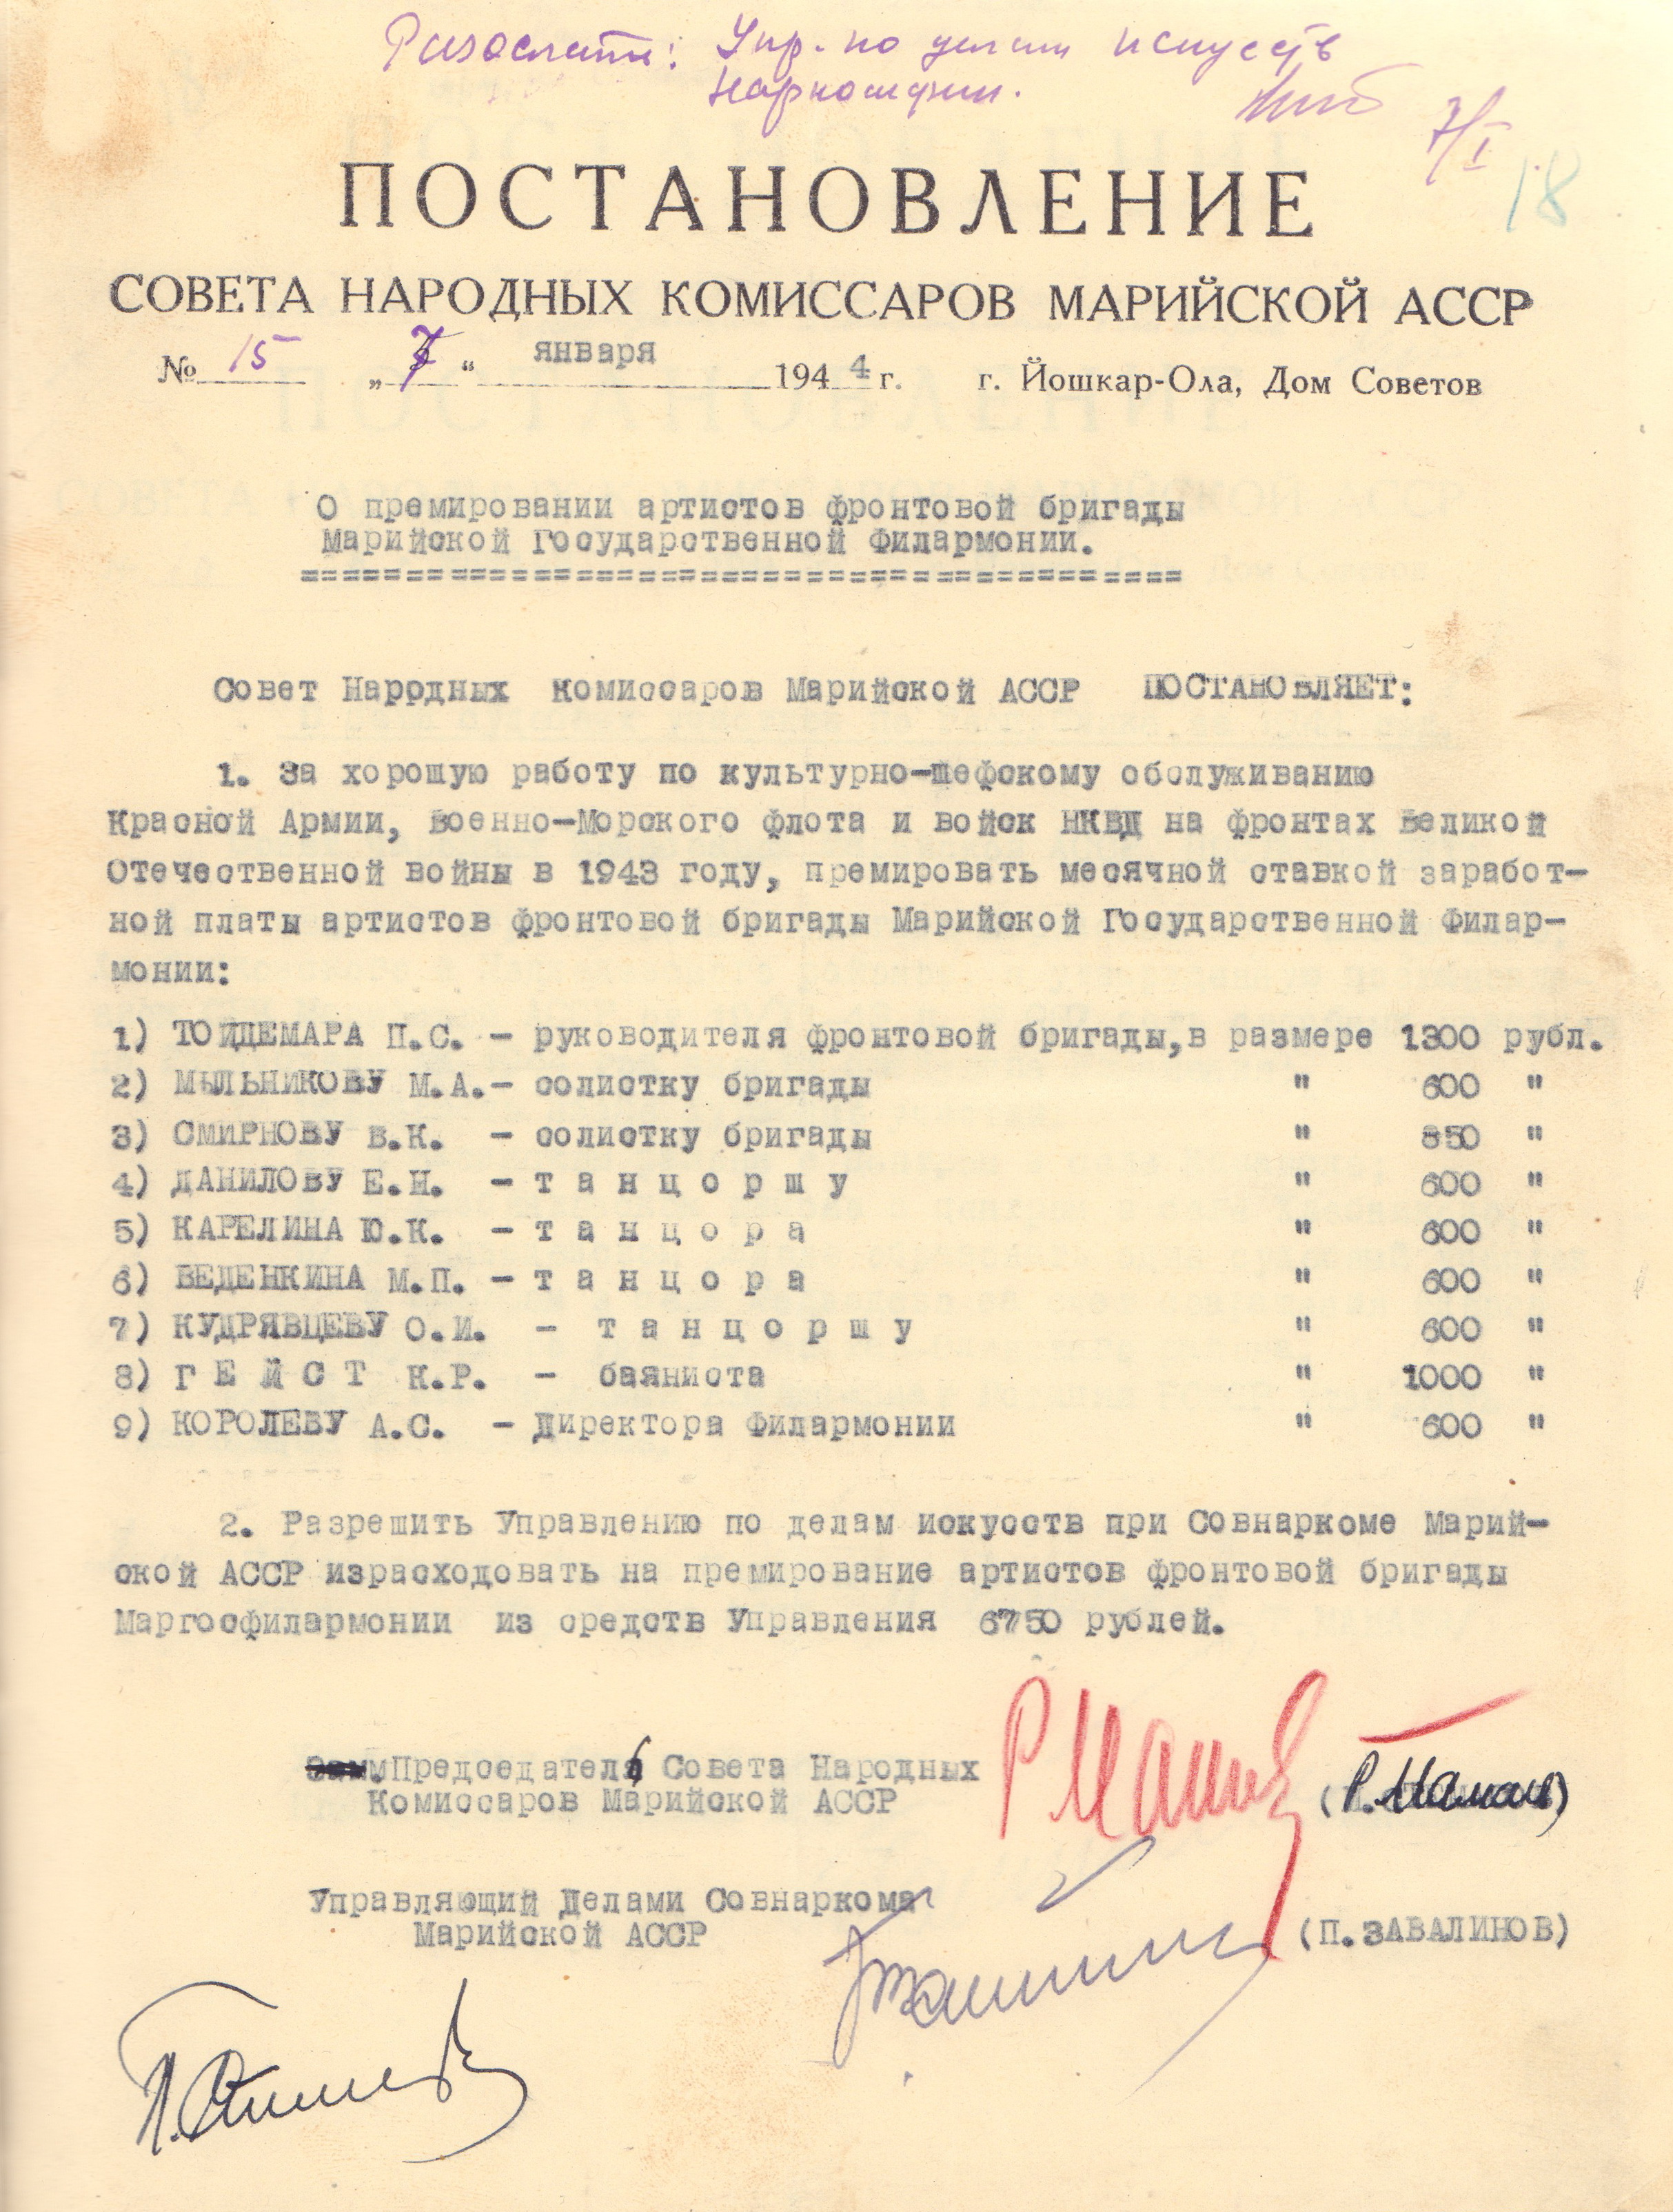 Разослать: Упр. по делам искусств
Наркомфин.
7/I
18
ПОСТАНОВЛЕНИЕ
СОВЕТА НАРОДНЫХ КОМИССАРОВ МАРИЙСКОЙ АССР
№ 15 „7“ января 1944 г. г. Йошкар-Ола, Дом Советов
О премировании артистов фронтовой бригады
Марийской Государственной Филармонии.
==========================================
Совет Народных Комиссаров Марийской АССР ПОСТАНОВЛЯЕТ:
1. За хорошую работу по культурно-шефскому обслуживанию
Красной Армии, Военно-Морского флота и войск НКВД на фронтах Великой
Отечественной войны в 1943 году, премировать месячной ставкой заработ-
ной платы артистов фронтовой бригады Марийской Государственной Филар-
монии:
1) ТОЙДЕМАРА П.С. - руководителя фронтовой бригады, в размере 1300 рубл.
2) МЫЛЬНИКОВУ М.А. - солистку бригады " 600 "
3) СМИРНОВУ В.К. - солистку бригады " 850 "
4) ДАНИЛОВУ Е.Н. - т а н ц о р ш у " 600 "
5) КАРЕЛИНА Ю.К. - т а н ц о р а " 600 "
6) ВЕДЕНКИНА М.П. - т а н ц о р а " 600 "
7) КУДРЯВЦЕВУ О.И. - т а н ц о р ш у " 600 "
8) Г Е Й С Т К.Р. - баяниста " 1000 "
9) КОРОЛЕВУ А.С. - Директора Филармонии " 600 "
2. Разрешить Управлению по делам искусств при Совнаркоме Марий-
ской АССР израсходовать на премирование артистов фронтовой бригады
Маргосфилармонии из средств Управления 6750 рублей.
Председатель Совета Народных
Комиссаров Марийской АССР
(Р. Мамаев)
Управляющий Делами Совнаркома
Марийской АССР
(П. ЗАВАЛИНОВ)